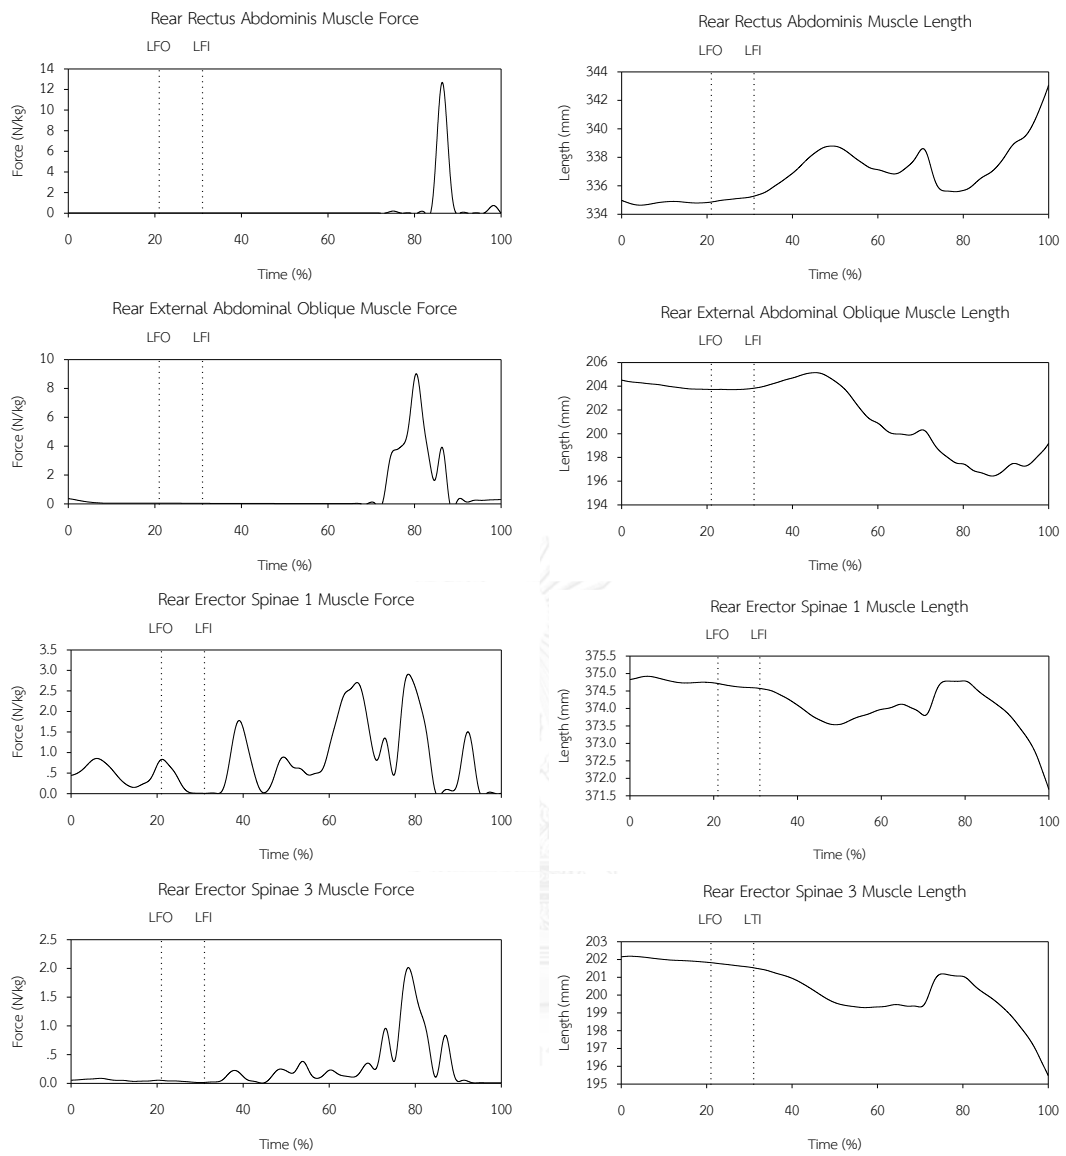 Rear Rectus Abdominis Muscle Force
LFO LFI
Force (N/kg)
14
12
10
8
6
4
2
0
0 20 40 60 80 100
Time (%)
Rear Rectus Abdominis Muscle Length
LFO LFI
Length (mm)
344
342
340
338
336
334
0 20 40 60 80 100
Time (%)
Rear External Abdominal Oblique Muscle Force
LFO LFI
Force (N/kg)
10
8
6
4
2
0
0 20 40 60 80 100
Time (%)
Rear External Abdominal Oblique Muscle Length
LFO LFI
Length (mm)
206
204
202
200
198
196
194
0 20 40 60 80 100
Time (%)
Rear Erector Spinae 1 Muscle Force
LFO LFI
Force (N/kg)
3.5
3.0
2.5
2.0
1.5
1.0
.5
0.0
0 20 40 60 80 100
Time (%)
Rear Erector Spinae 1 Muscle Length
LFO LFI
Length (mm)
375.5
375.0
374.5
374.0
373.5
373.0
372.5
372.0
371.5
0 20 40 60 80 100
Time (%)
Rear Erector Spinae 3 Muscle Force
LFO LFI
Force (N/kg)
2.5
2.0
1.5
1.0
.5
0.0
0 20 40 60 80 100
Time (%)
Rear Erector Spinae 3 Muscle Length
LFO LTI
Length (mm)
203
202
201
200
199
198
197
196
195
0 20 40 60 80 100
Time (%)